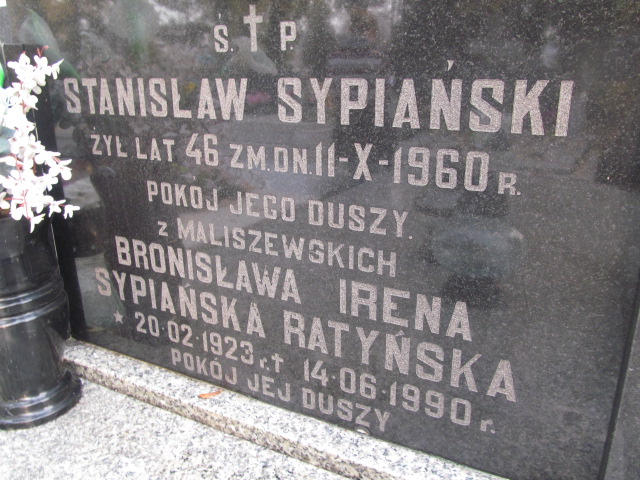 Ś. † P.
STANISŁAW SYPIAŃSKI
ŻYŁ LAT 46 ZM.DN.11-X-1960 R.
POKÓJ JEGO DUSZY.
z MALISZEWSKICH
BRONISŁAWA IRENA
SYPIAŃSKA RATYŃSKA
* 20·02·1923 r. † 14·06·1990 r.
POKÓJ JEJ DUSZY